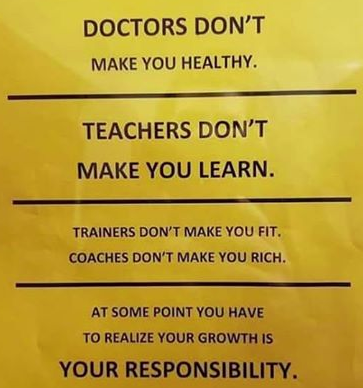 DOCTORS DON'T
MAKE YOU HEALTHY.
TEACHERS DON'T
MAKE YOU LEARN.
TRAINERS DON'T MAKE YOU FIT.
COACHES DON'T MAKE YOU RICH.
AT SOME POINT YOU HAVE
TO REALIZE YOUR GROWTH IS
YOUR RESPONSIBILITY.